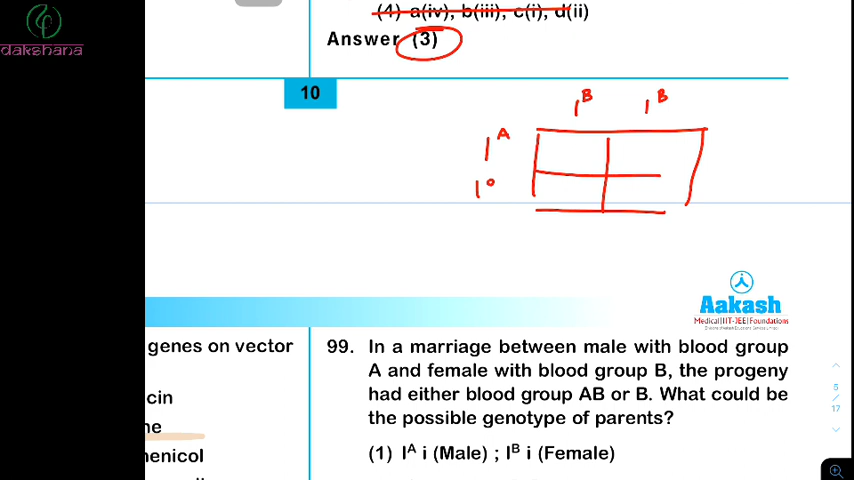 (4) a(iv), b(iii), c(i), d(ii)
Answer (3)
dakshana
10
I^B I^B
I^A
I^o
Aakash
Medical|IIT-JEE|Foundations
genes on vector
cin
ne
nenicol
99. In a marriage between male with blood group
A and female with blood group B, the progeny
had either blood group AB or B. What could be
the possible genotype of parents?
(1) I^A i (Male) ; I^B i (Female)
5
/
17